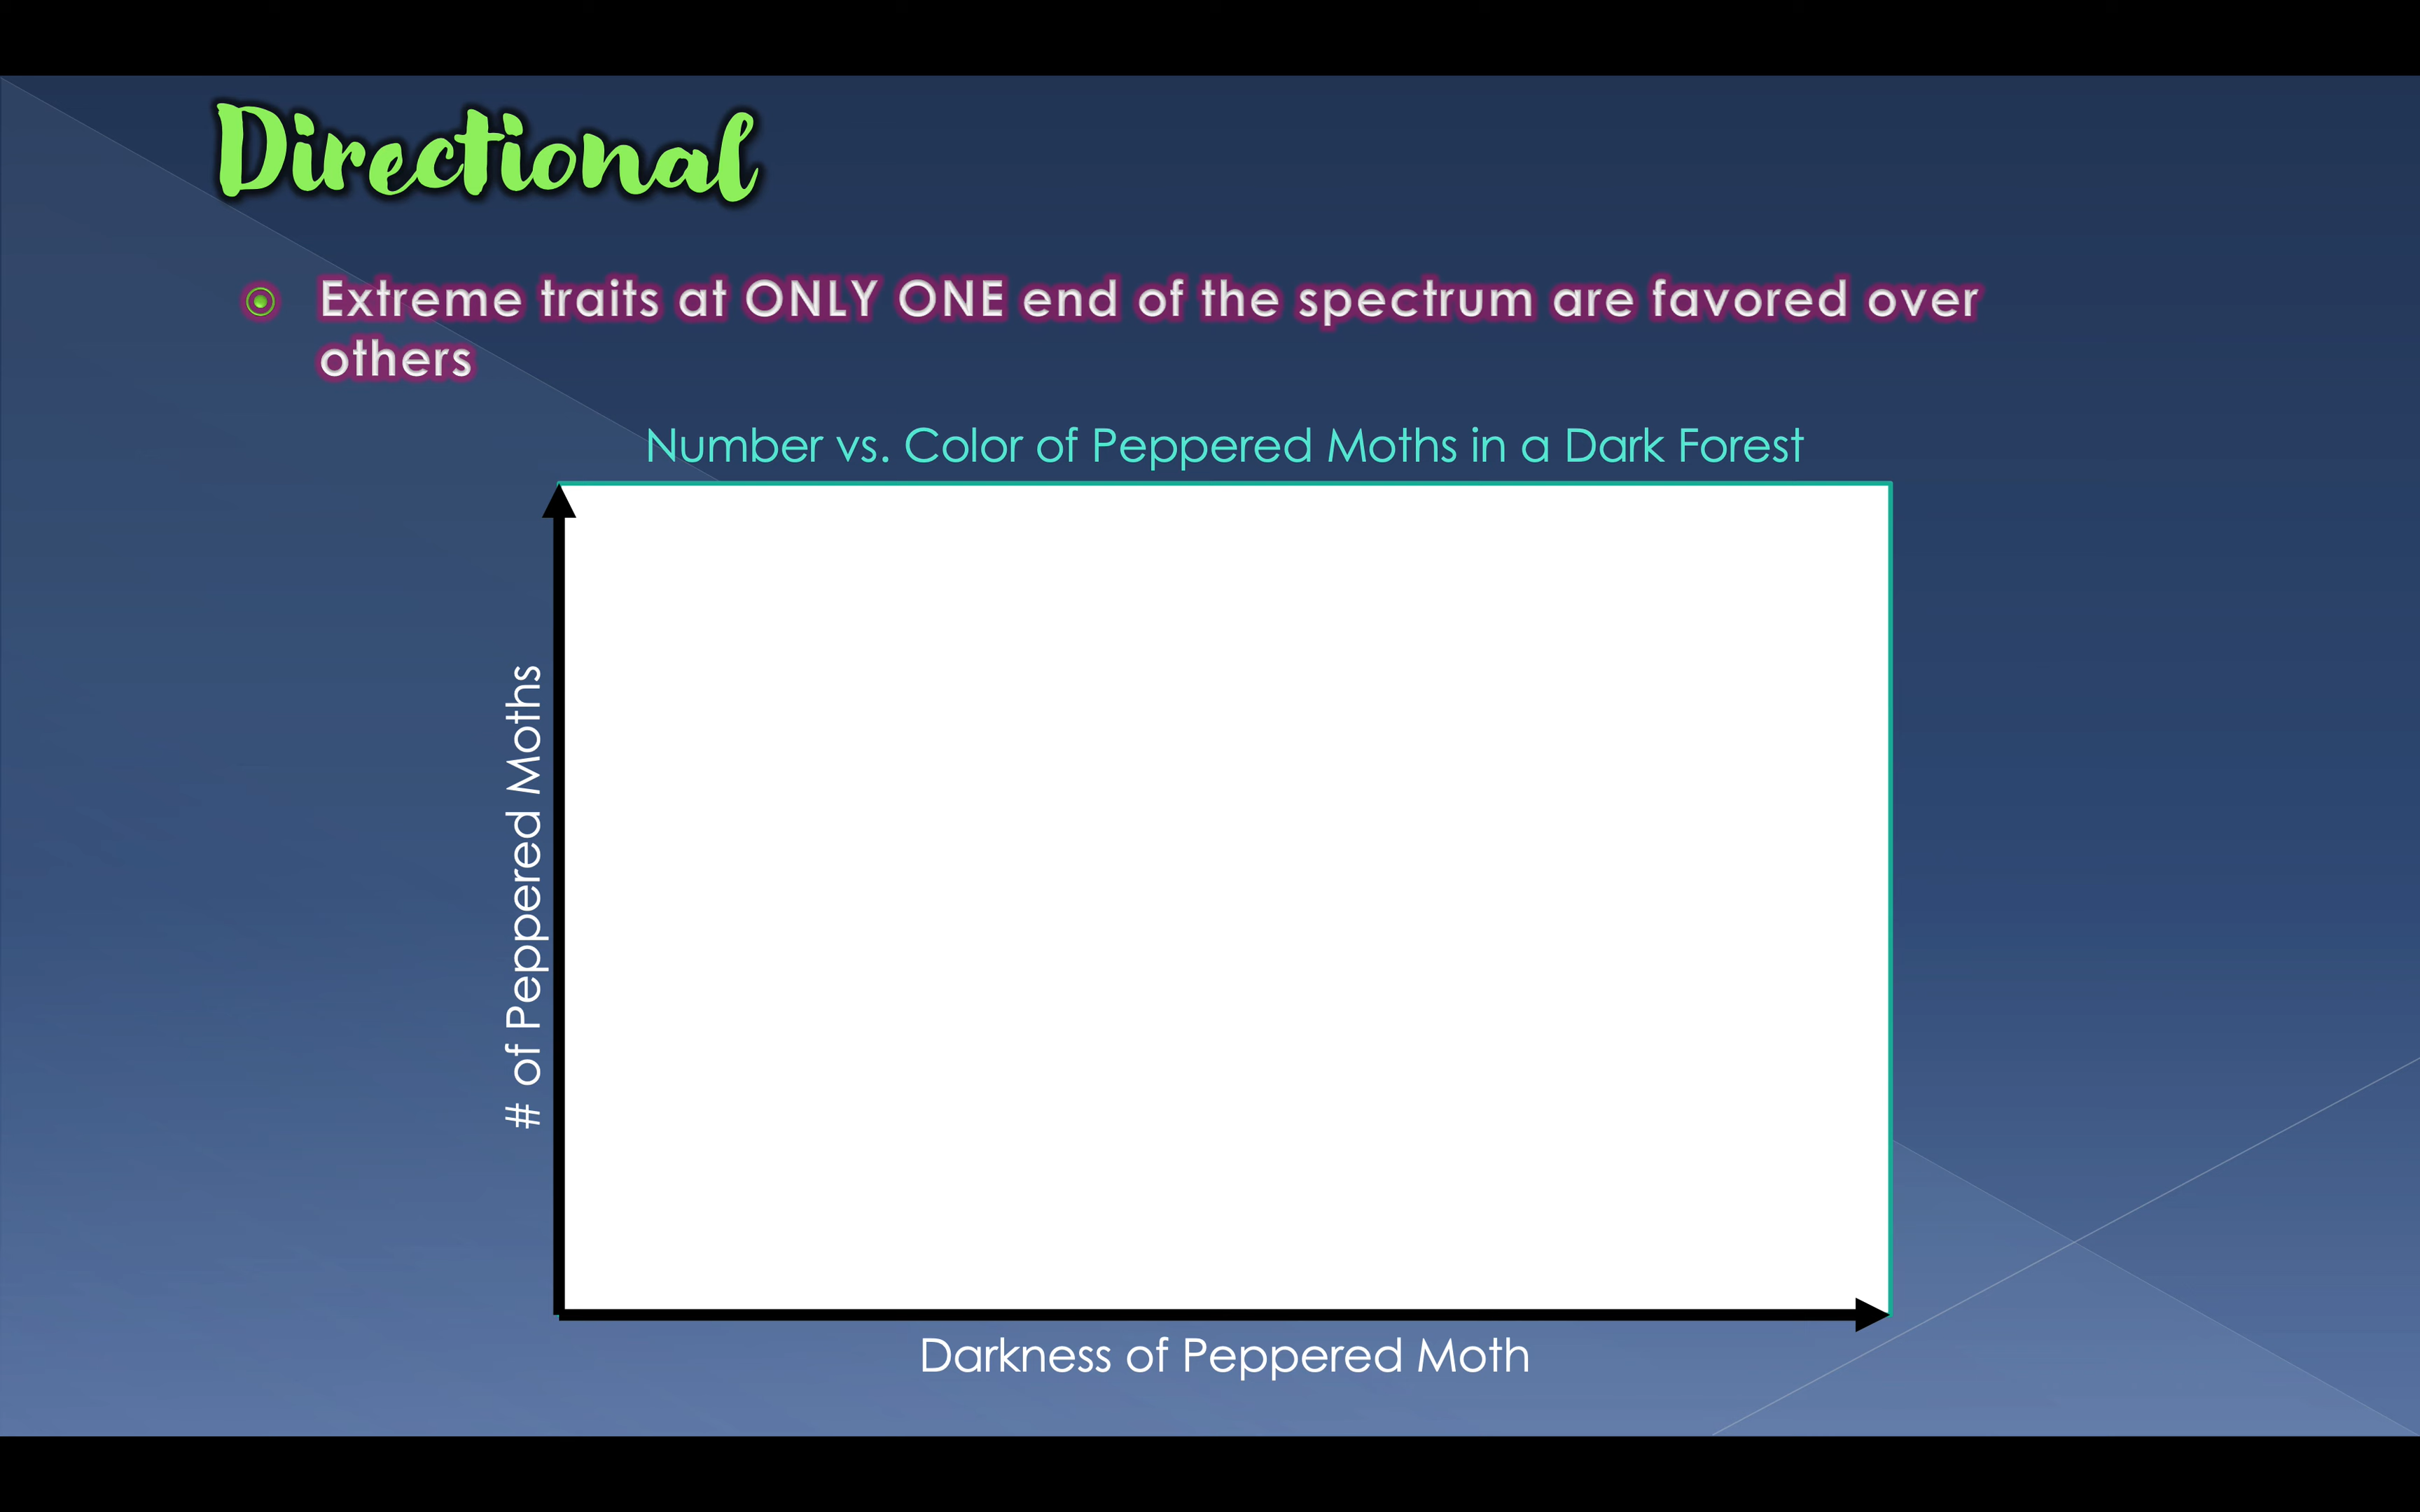 Directional
Extreme traits at ONLY ONE end of the spectrum are favored over
others
Number vs. Color of Peppered Moths in a Dark Forest
# of Peppered Moths
Darkness of Peppered Moth